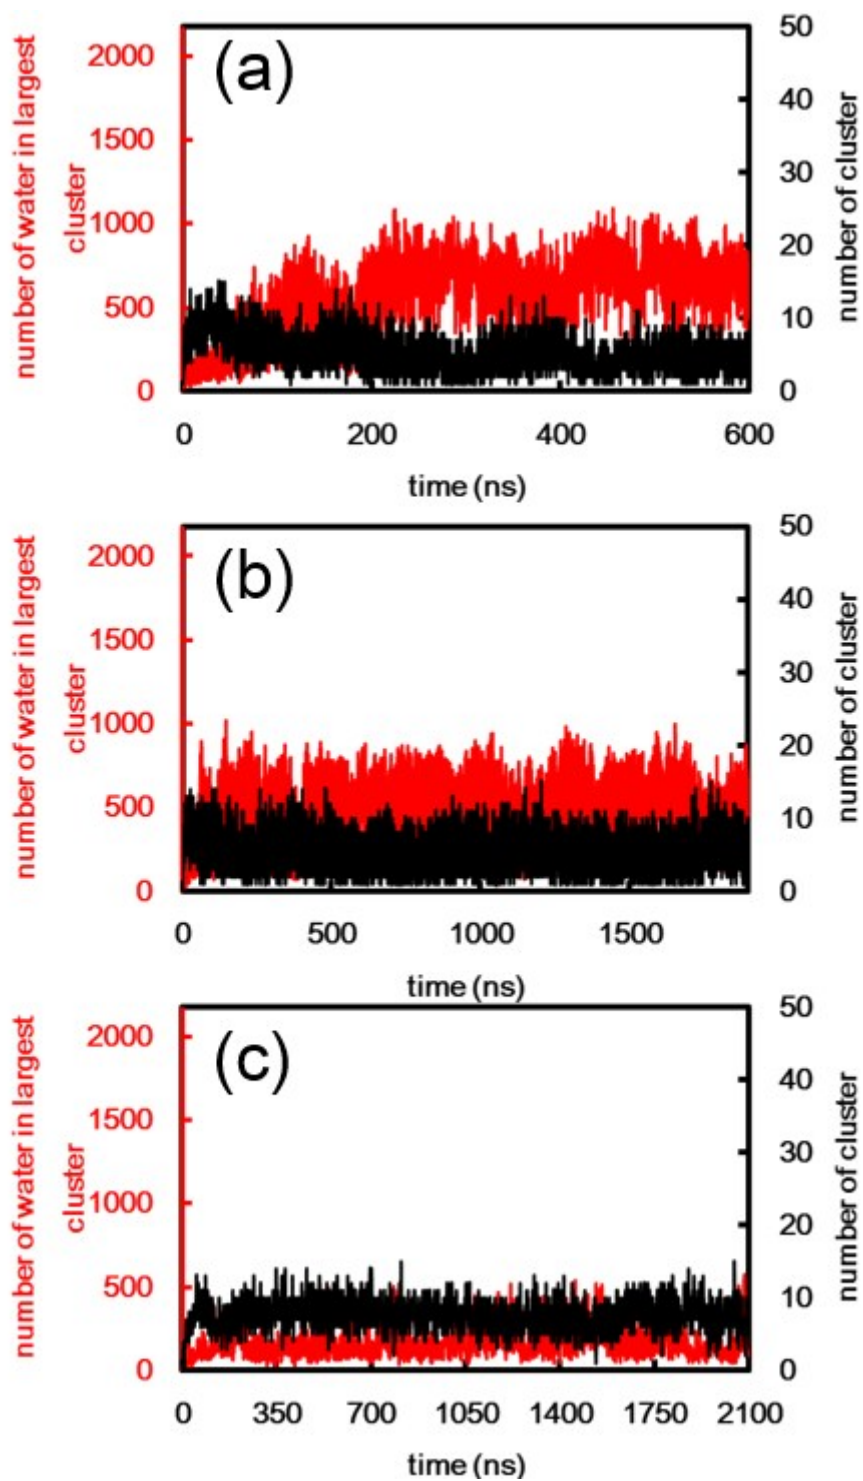 (a)
number of water in largest
cluster
2000
1500
1000
500
0
50
40
30
20
10
0
number of cluster
0 200 400 600
time (ns)
(b)
number of water in largest
cluster
2000
1500
1000
500
0
50
40
30
20
10
0
number of cluster
0 500 1000 1500
time (ns)
(c)
number of water in largest
cluster
2000
1500
1000
500
0
50
40
30
20
10
0
number of cluster
0 350 700 1050 1400 1750 2100
time (ns)